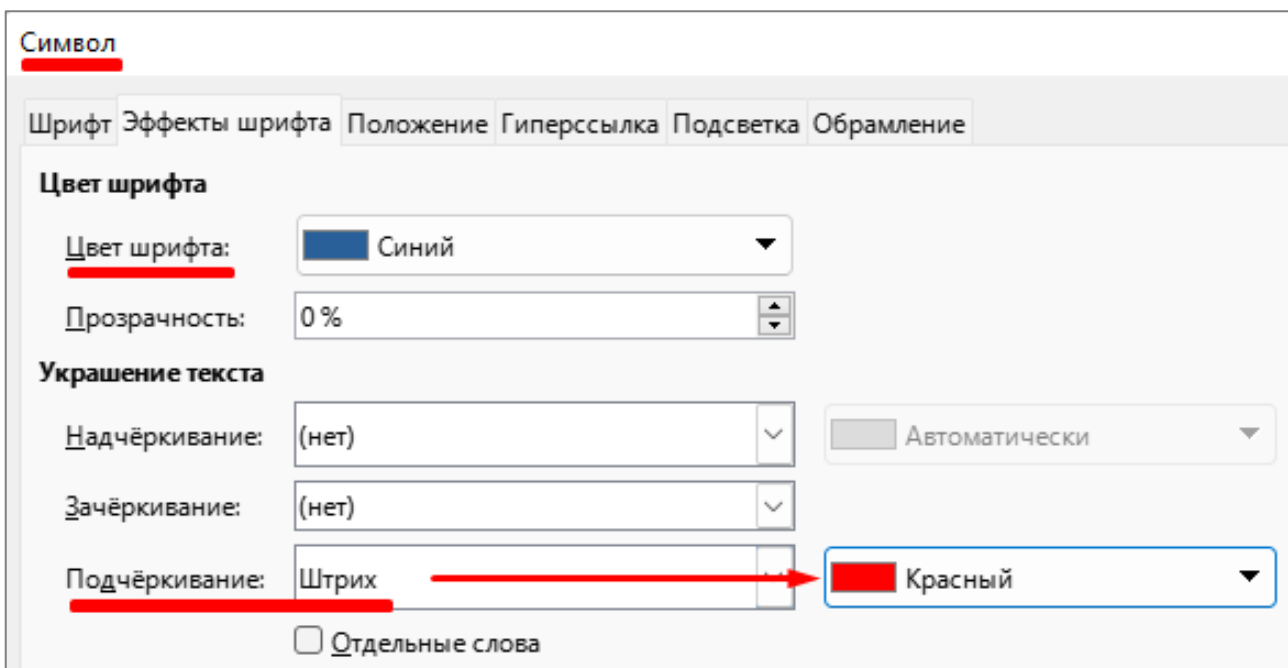 Символ
Шрифт Эффекты шрифта Положение Гиперссылка Подсветка Обрамление
Цвет шрифта
Цвет шрифта: Синий
Прозрачность: 0 %
Украшение текста
Надчёркивание: (нет) Автоматически
Зачёркивание: (нет)
Подчёркивание: Штрих Красный
Отдельные слова